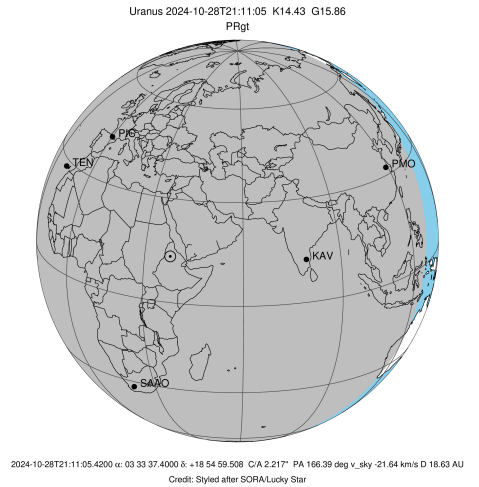 Uranus 2024-10-28T21:11:05 K14.43 G15.86
PRgt
PIC
TEN
PMO
KAV
SAAO
2024-10-28T21:11:05.4200 α: 03 33 37.4000 δ: +18 54 59.508 C/A 2.217" PA 166.39 deg v_sky -21.64 km/s D 18.63 AU
Credit: Styled after SORA/Lucky Star